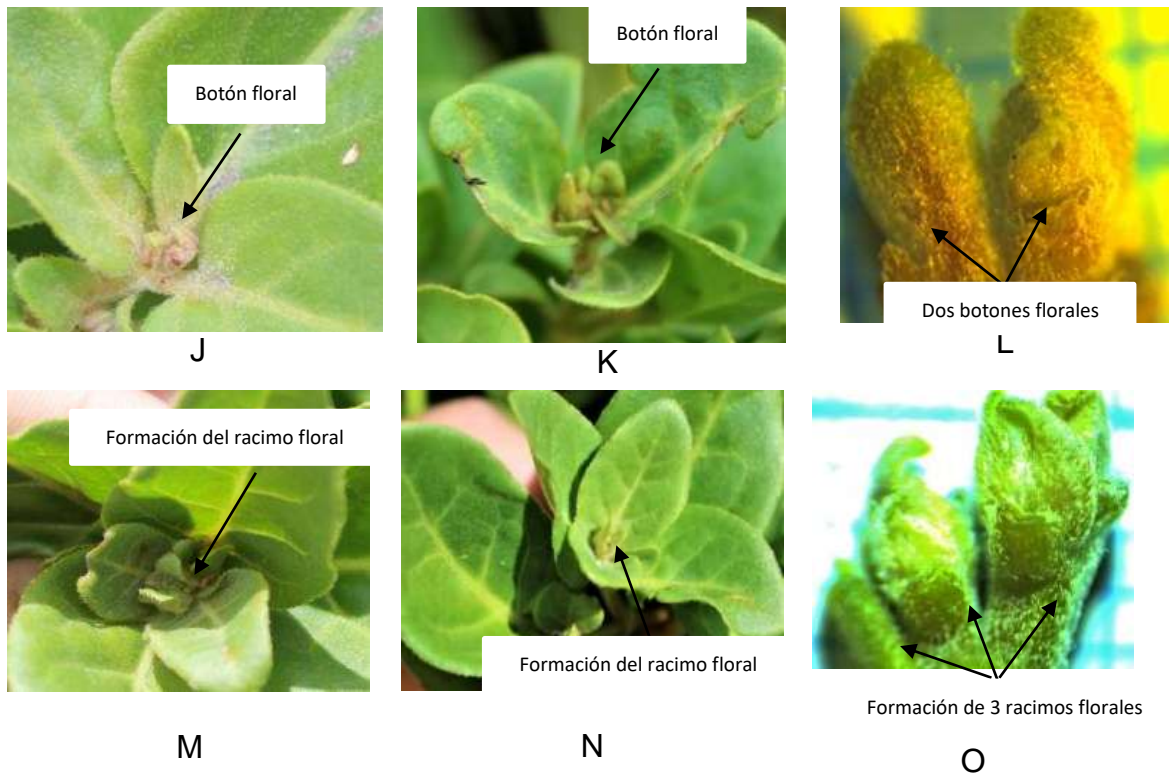 Botón floral
Botón floral
Dos botones florales
J
K
L
Formación del racimo floral
Formación del racimo floral
Formación de 3 racimos florales
M
N
O